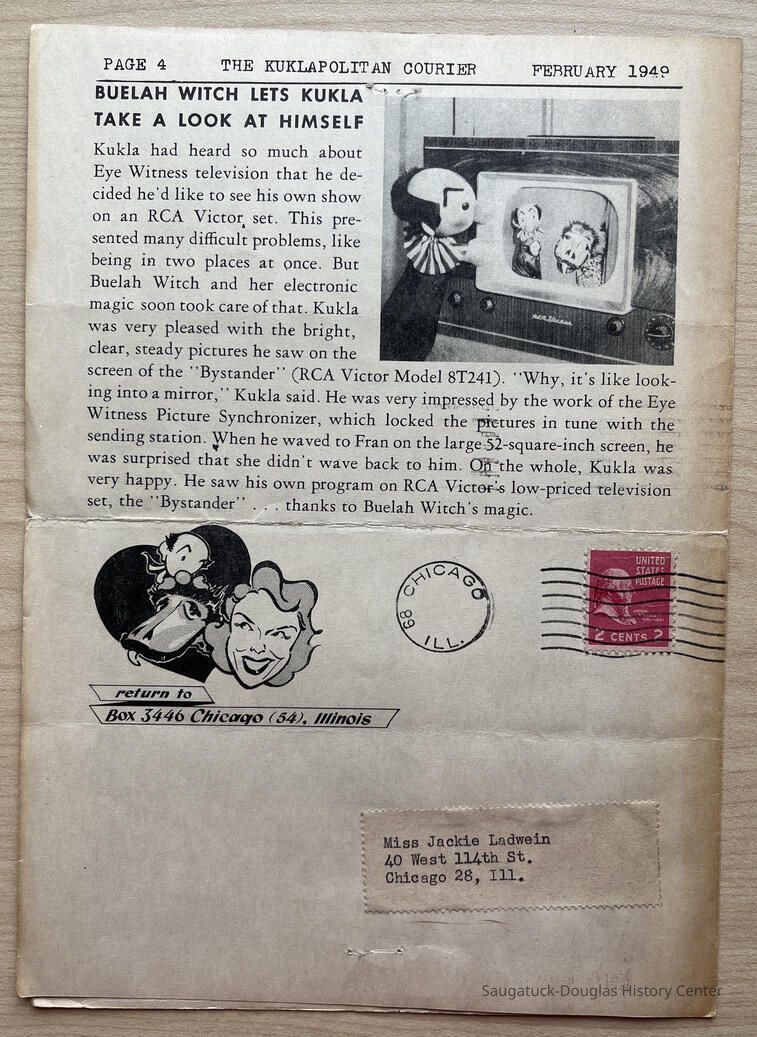 PAGE 4 THE KUKLAPOLITAN COURIER FEBRUARY 1949
BUELAH WITCH LETS KUKLA
TAKE A LOOK AT HIMSELF
Kukla had heard so much about
Eye Witness television that he de-
cided he'd like to see his own show
on an RCA Victor set. This pre-
sented many difficult problems, like
being in two places at once. But
Buelah Witch and her electronic
magic soon took care of that. Kukla
was very pleased with the bright,
clear, steady pictures he saw on the
screen of the "Bystander" (RCA Victor Model 8T241). "Why, it's like look-
ing into a mirror," Kukla said. He was very impressed by the work of the Eye
Witness Picture Synchronizer, which locked the pictures in tune with the
sending station. When he waved to Fran on the large 52-square-inch screen, he
was surprised that she didn't wave back to him. On the whole, Kukla was
very happy. He saw his own program on RCA Victor's low-priced television
set, the "Bystander" . . . thanks to Buelah Witch's magic.
CHICAGO
68
ILL.
UNITED
STATES
POSTAGE
JOHN
2 CENTS 2
return to
Box 3446 Chicago (54), Illinois
Miss Jackie Ladwein
40 West 114th St.
Chicago 28, Ill.
Saugatuck-Douglas History Center